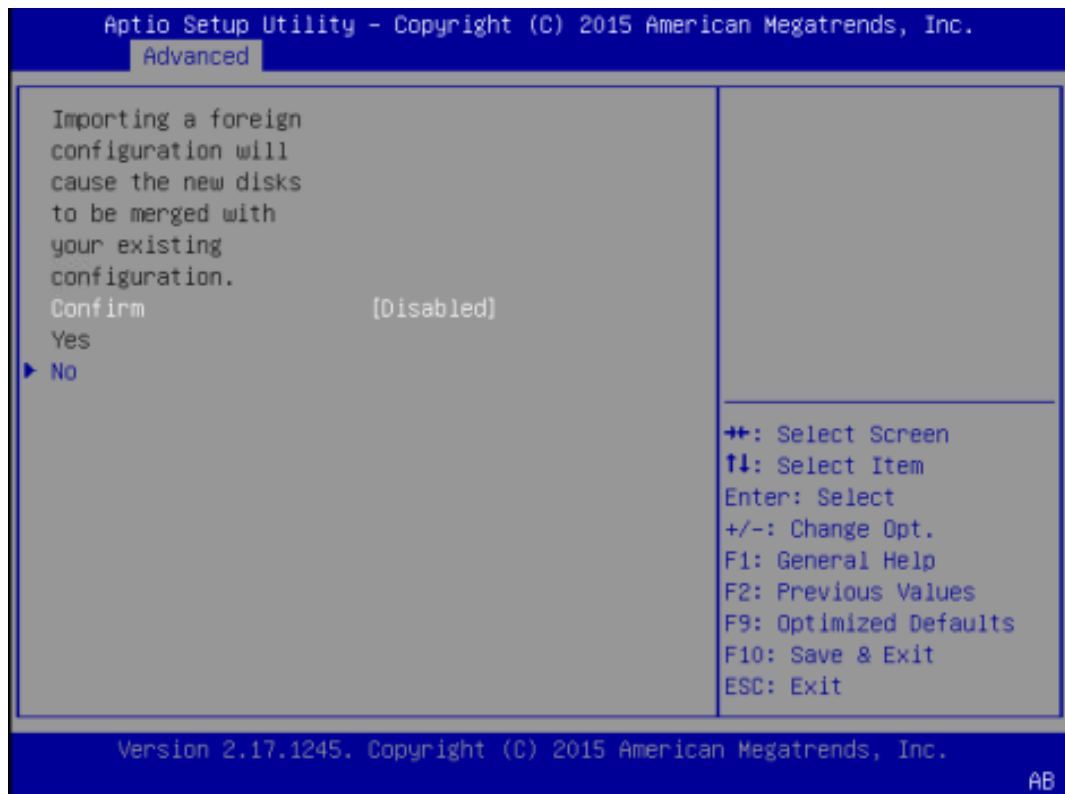 Aptio Setup Utility – Copyright (C) 2015 American Megatrends, Inc.
Advanced
Importing a foreign
configuration will
cause the new disks
to be merged with
your existing
configuration.
Confirm [Disabled]
Yes
► No
→←: Select Screen
↑↓: Select Item
Enter: Select
+/-: Change Opt.
F1: General Help
F2: Previous Values
F9: Optimized Defaults
F10: Save & Exit
ESC: Exit
Version 2.17.1245. Copyright (C) 2015 American Megatrends, Inc.
AB